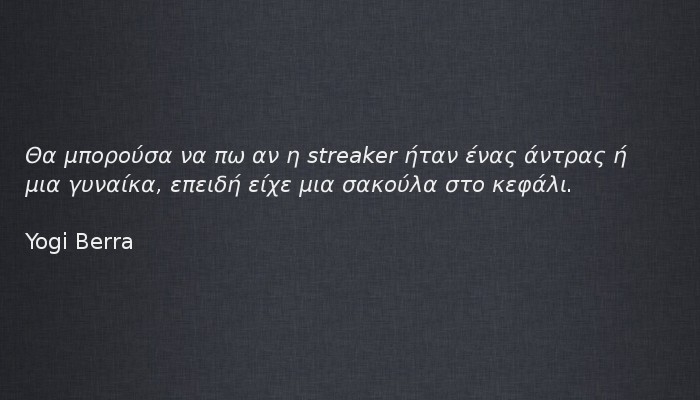 Θα μπορούσα να πω αν η streaker ήταν ένας άντρας ή
μια γυναίκα, επειδή είχε μια σακούλα στο κεφάλι.
Yogi Berra